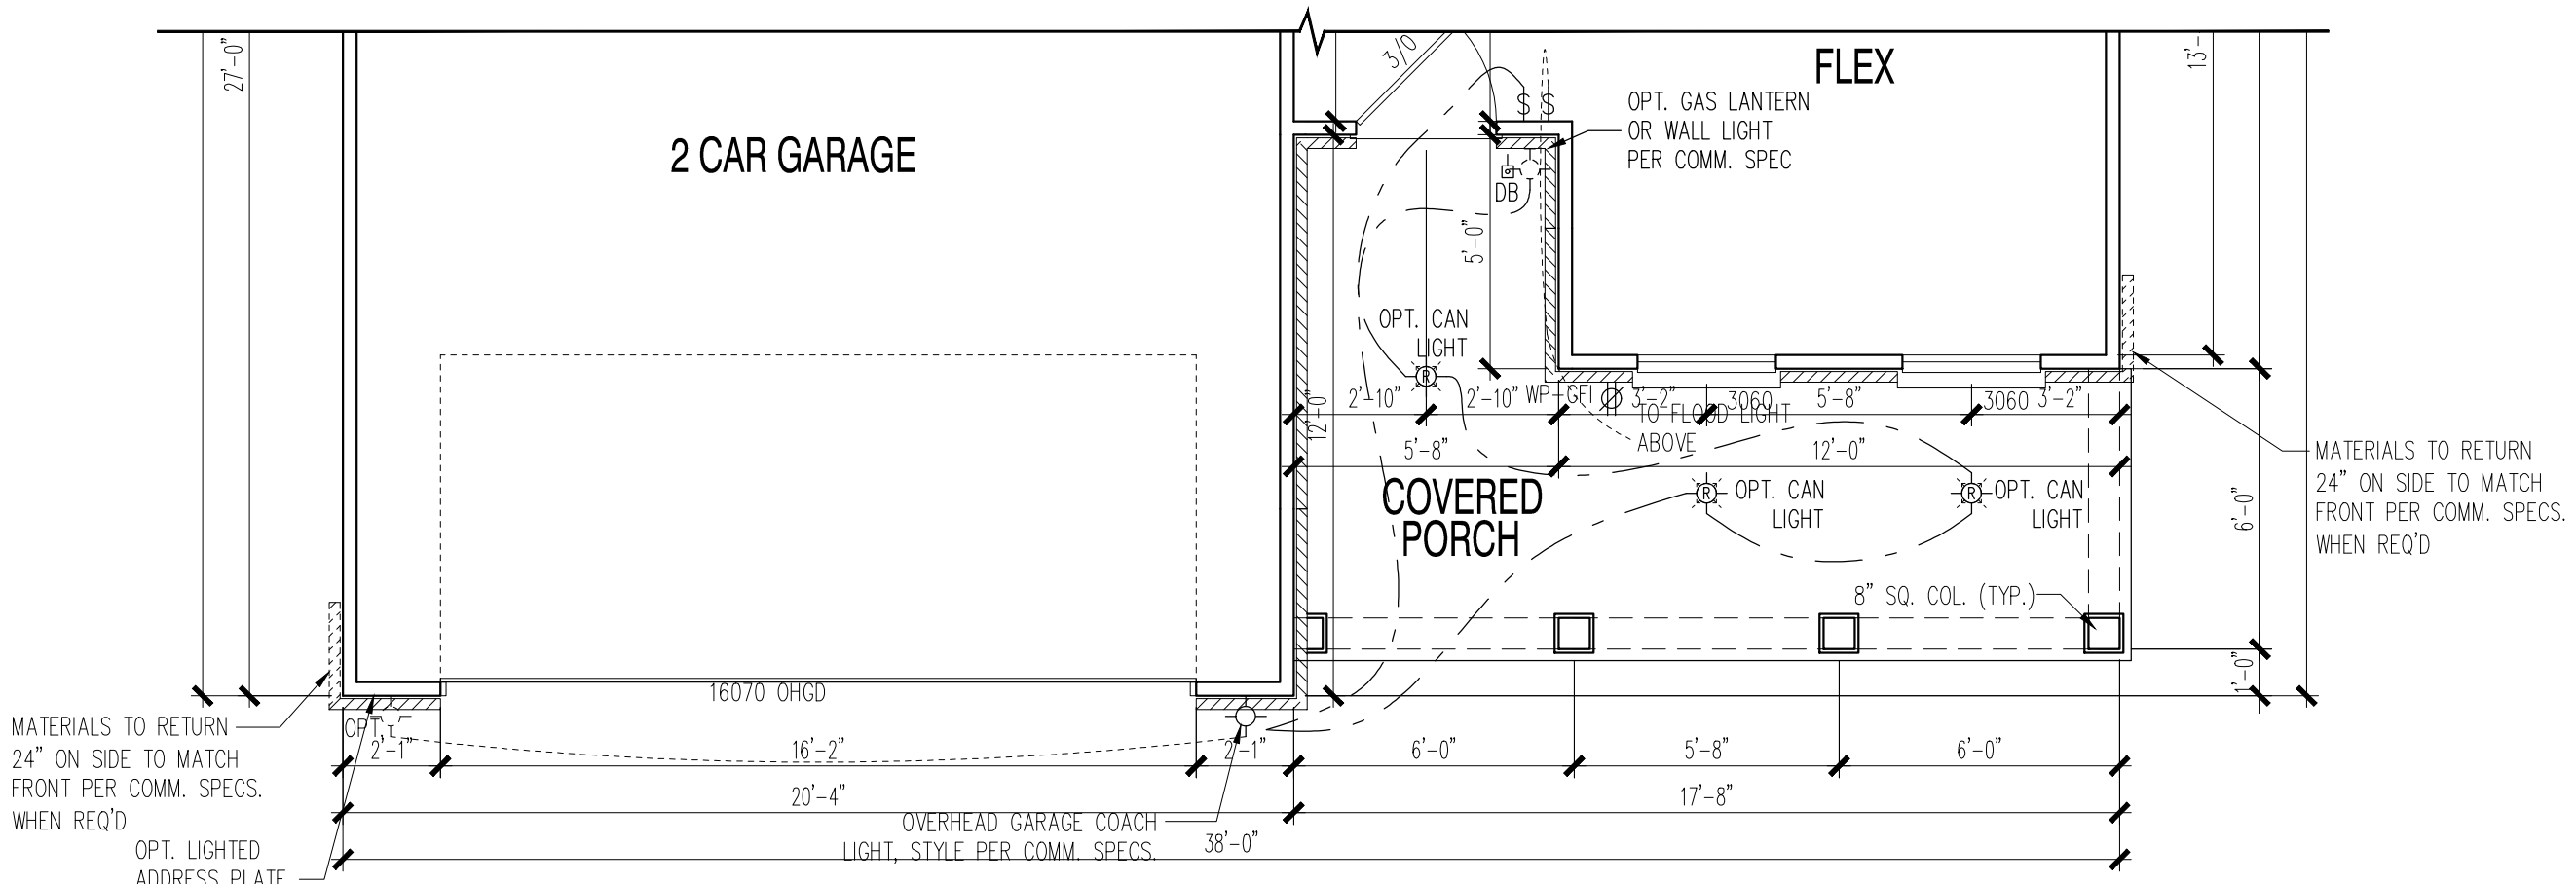 27'-0"
3/0
FLEX
13'-
2 CAR GARAGE
S S
OPT. GAS LANTERN
OR WALL LIGHT
PER COMM. SPEC
DB
5'-0"
OPT. CAN
LIGHT
R
12'-0"
2'-10"
2'-10"
WP-GFI
3'-2"
3060
5'-8"
3060
3'-2"
TO FLOOD LIGHT
ABOVE
5'-8"
12'-0"
COVERED
PORCH
R
OPT. CAN
LIGHT
R
OPT. CAN
LIGHT
6'-0"
MATERIALS TO RETURN
24" ON SIDE TO MATCH
FRONT PER COMM. SPECS.
WHEN REQ'D
8" SQ. COL. (TYP.)
1'-0"
16070 OHGD
MATERIALS TO RETURN
24" ON SIDE TO MATCH
FRONT PER COMM. SPECS.
WHEN REQ'D
OPT.
2'-1"
16'-2"
2'-1"
6'-0"
5'-8"
6'-0"
20'-4"
17'-8"
OVERHEAD GARAGE COACH
LIGHT, STYLE PER COMM. SPECS.
38'-0"
OPT. LIGHTED
ADDRESS PLATE